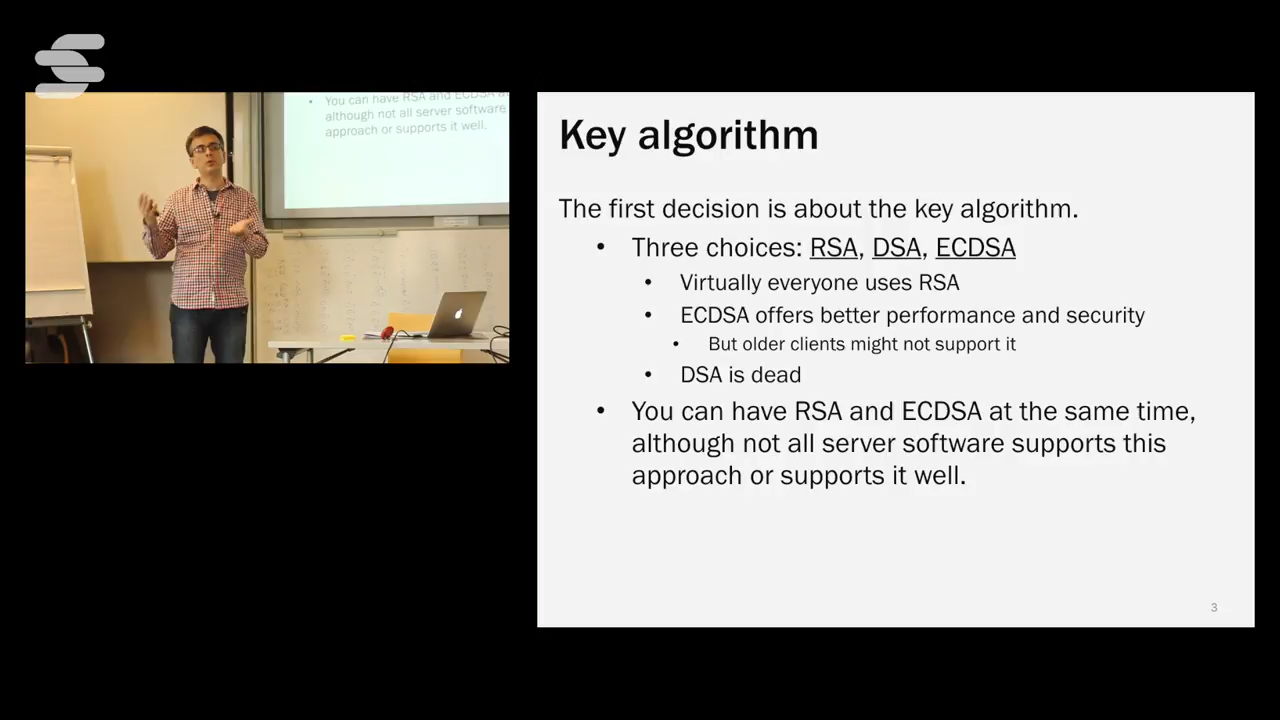 You can have RSA and ECDSA at
although not all server software
approach or supports it well.
Key algorithm
The first decision is about the key algorithm.
• Three choices: RSA, DSA, ECDSA
• Virtually everyone uses RSA
• ECDSA offers better performance and security
• But older clients might not support it
• DSA is dead
• You can have RSA and ECDSA at the same time,
although not all server software supports this
approach or supports it well.
3